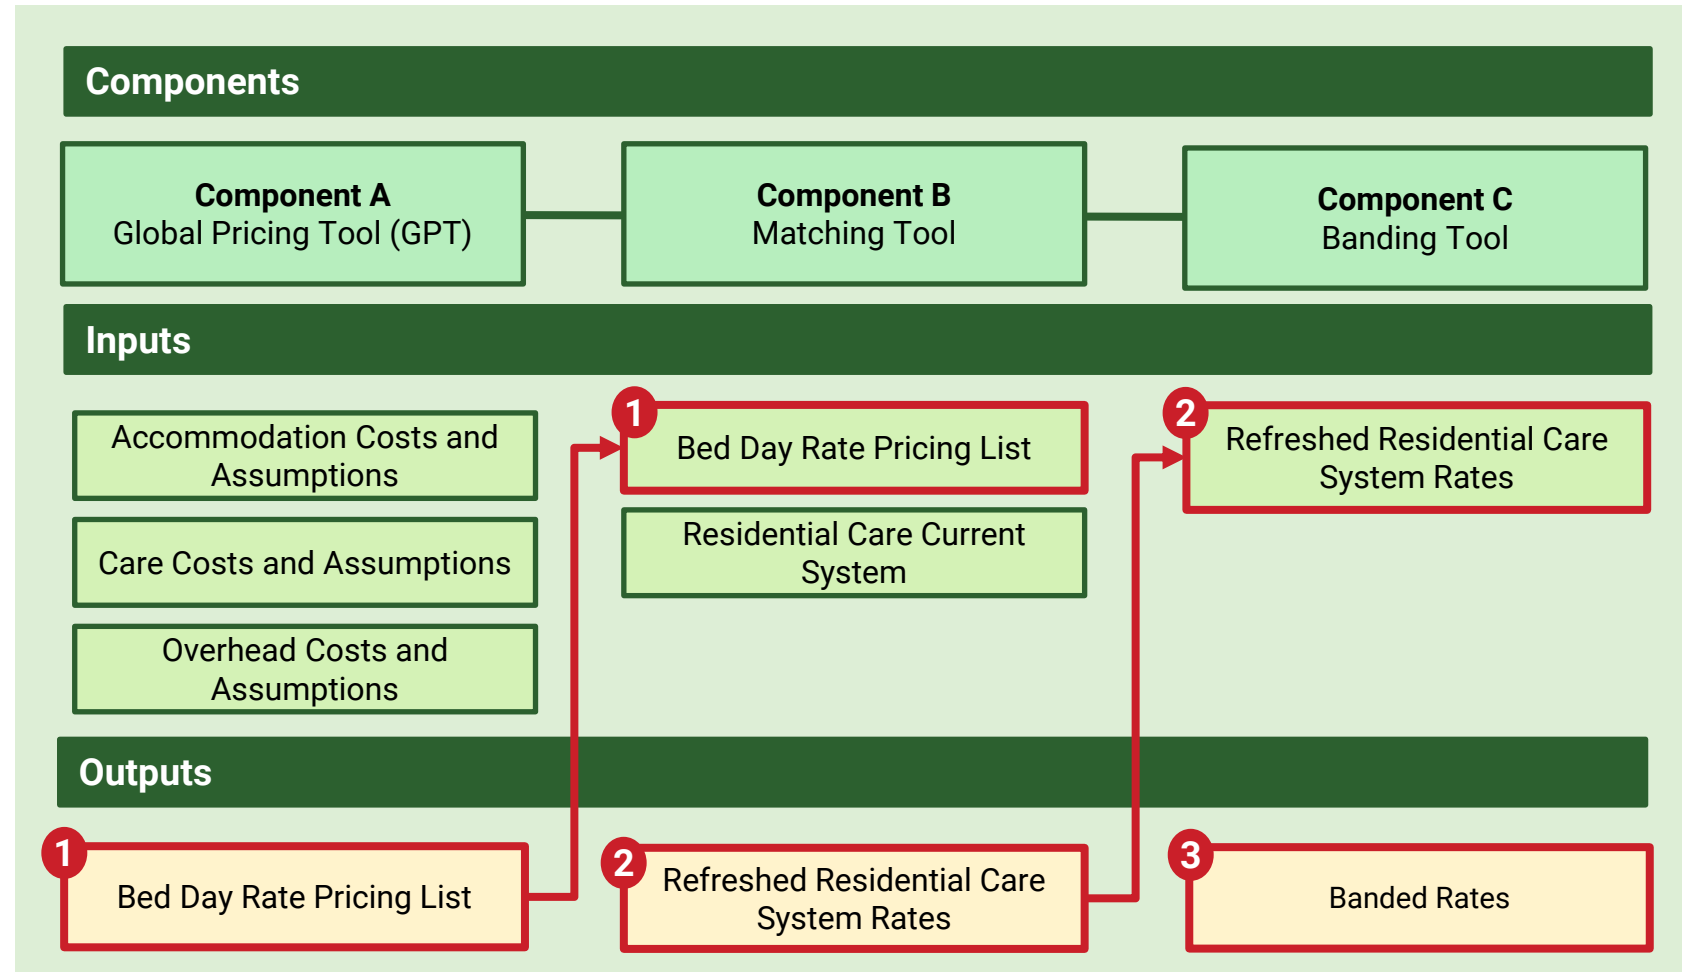 Components
Component A
Global Pricing Tool (GPT)
Component B
Matching Tool
Component C
Banding Tool
Inputs
Accommodation Costs and
Assumptions
Care Costs and Assumptions
Overhead Costs and
Assumptions
1
Bed Day Rate Pricing List
Residential Care Current
System
2
Refreshed Residential Care
System Rates
Outputs
1
Bed Day Rate Pricing List
2
Refreshed Residential Care
System Rates
3
Banded Rates